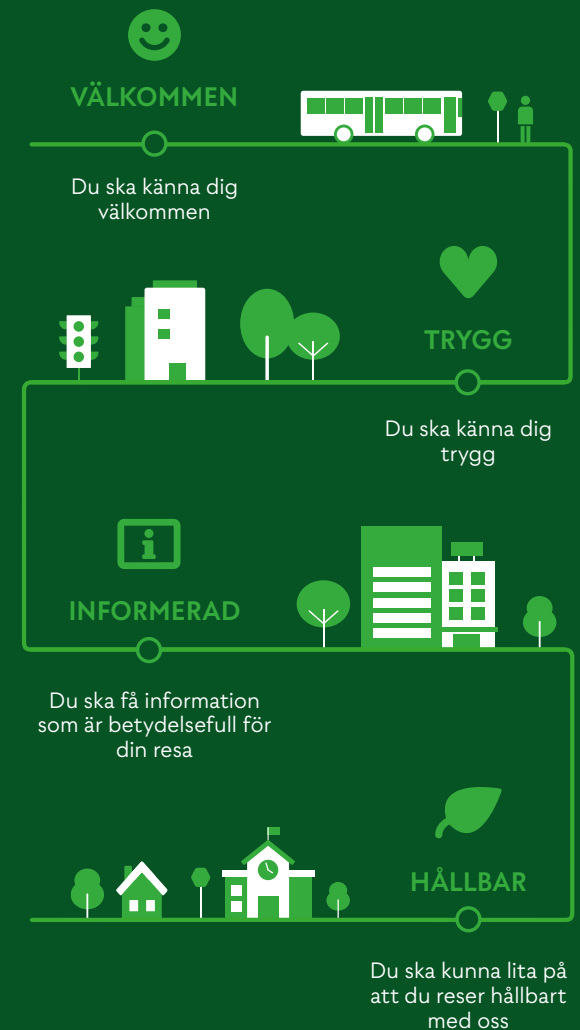 VÄLKOMMEN
Du ska känna dig
välkommen
TRYGG
Du ska känna dig
trygg
INFORMERAD
Du ska få information
som är betydelsefull för
din resa
HÅLLBAR
Du ska kunna lita på
att du reser hållbart
med oss